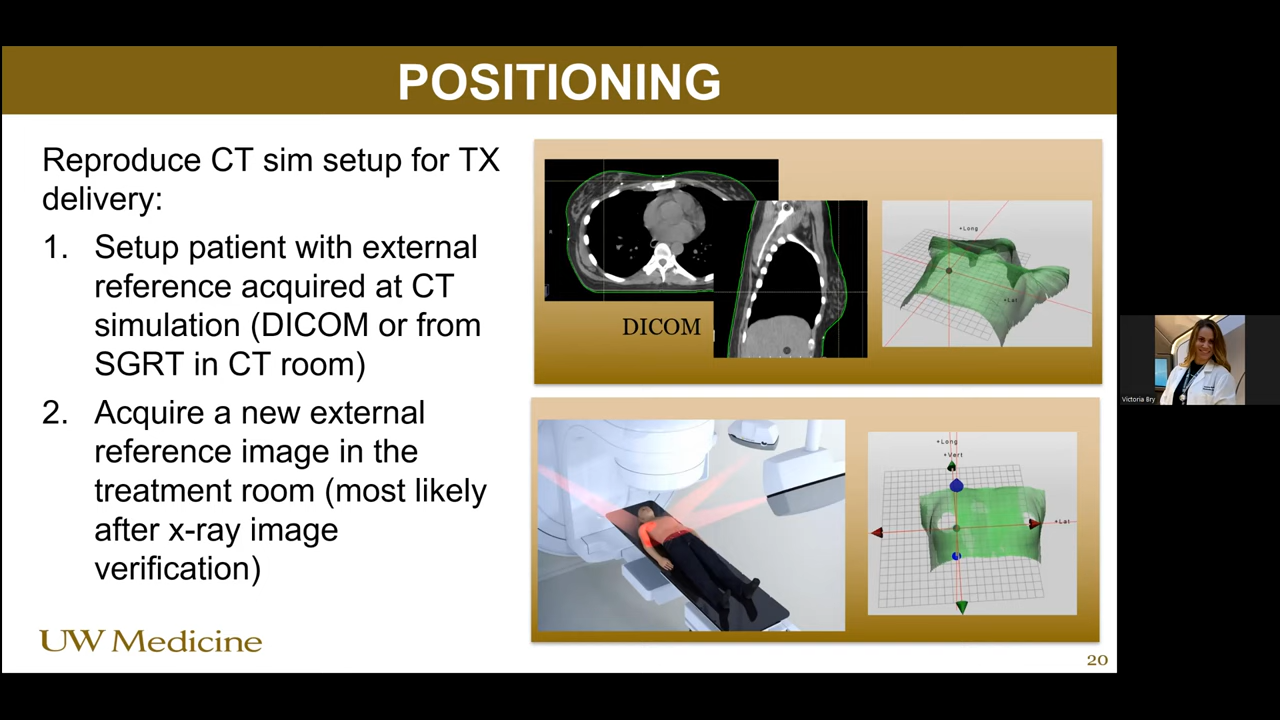 POSITIONING
Reproduce CT sim setup for TX
delivery:
1. Setup patient with external
reference acquired at CT
simulation (DICOM or from
SGRT in CT room)
2. Acquire a new external
reference image in the
treatment room (most likely
after x-ray image
verification)
DICOM
+Long
+Lat
+Long
+Vert
+Lat
UW Medicine
20
Victoria Bry